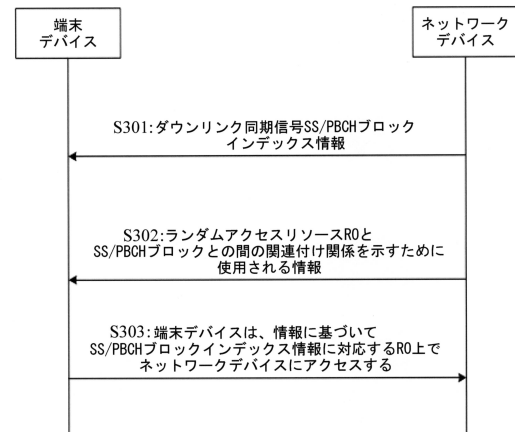 端末
デバイス
ネットワーク
デバイス
S301:ダウンリンク同期信号SS/PBCHブロック
インデックス情報
S302:ランダムアクセスリソースROと
SS/PBCHブロックとの間の関連付け関係を示すために
使用される情報
S303:端末デバイスは、情報に基づいて
SS/PBCHブロックインデックス情報に対応するRO上で
ネットワークデバイスにアクセスする